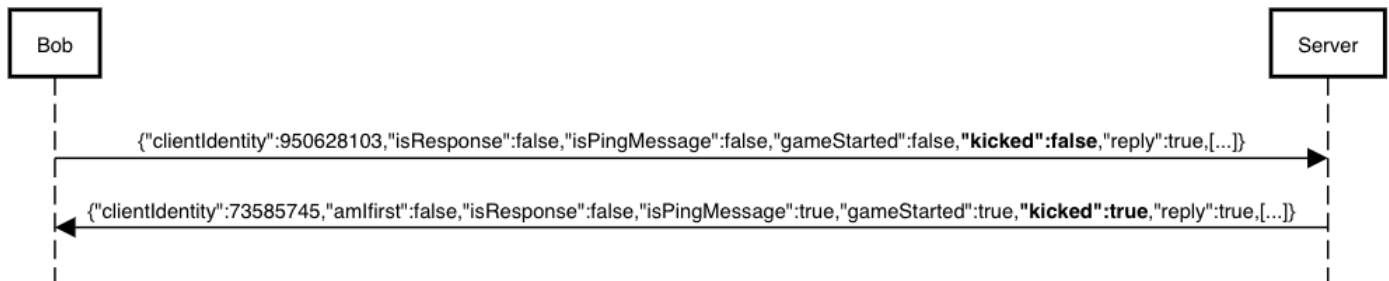 Bob
Server
{"clientIdentity":950628103,"isResponse":false,"isPingMessage":false,"gameStarted":false,"kicked":false,"reply":true,[...]}
{"clientIdentity":73585745,"amIfirst":false,"isResponse":false,"isPingMessage":true,"gameStarted":true,"kicked":true,"reply":true,[...]}